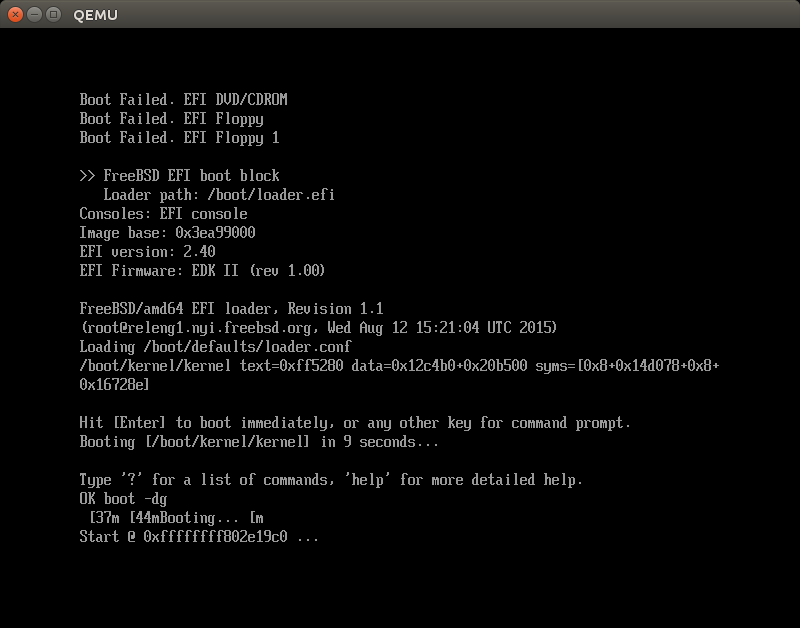 QEMU
Boot Failed. EFI DVD/CDROM
Boot Failed. EFI Floppy
Boot Failed. EFI Floppy 1
>> FreeBSD EFI boot block
Loader path: /boot/loader.efi
Consoles: EFI console
Image base: 0x3ea99000
EFI version: 2.40
EFI Firmware: EDK II (rev 1.00)
FreeBSD/amd64 EFI loader, Revision 1.1
(root@releng1.nyi.freebsd.org, Wed Aug 12 15:21:04 UTC 2015)
Loading /boot/defaults/loader.conf
/boot/kernel/kernel text=0xff5280 data=0x12c4b0+0x20b500 syms=[0x8+0x14d078+0x8+
0x16728e]
Hit [Enter] to boot immediately, or any other key for command prompt.
Booting [/boot/kernel/kernel] in 9 seconds...
Type '?' for a list of commands, 'help' for more detailed help.
OK boot -dg
[37m [44mBooting... [m
Start @ 0xffffffff802e19c0 ...